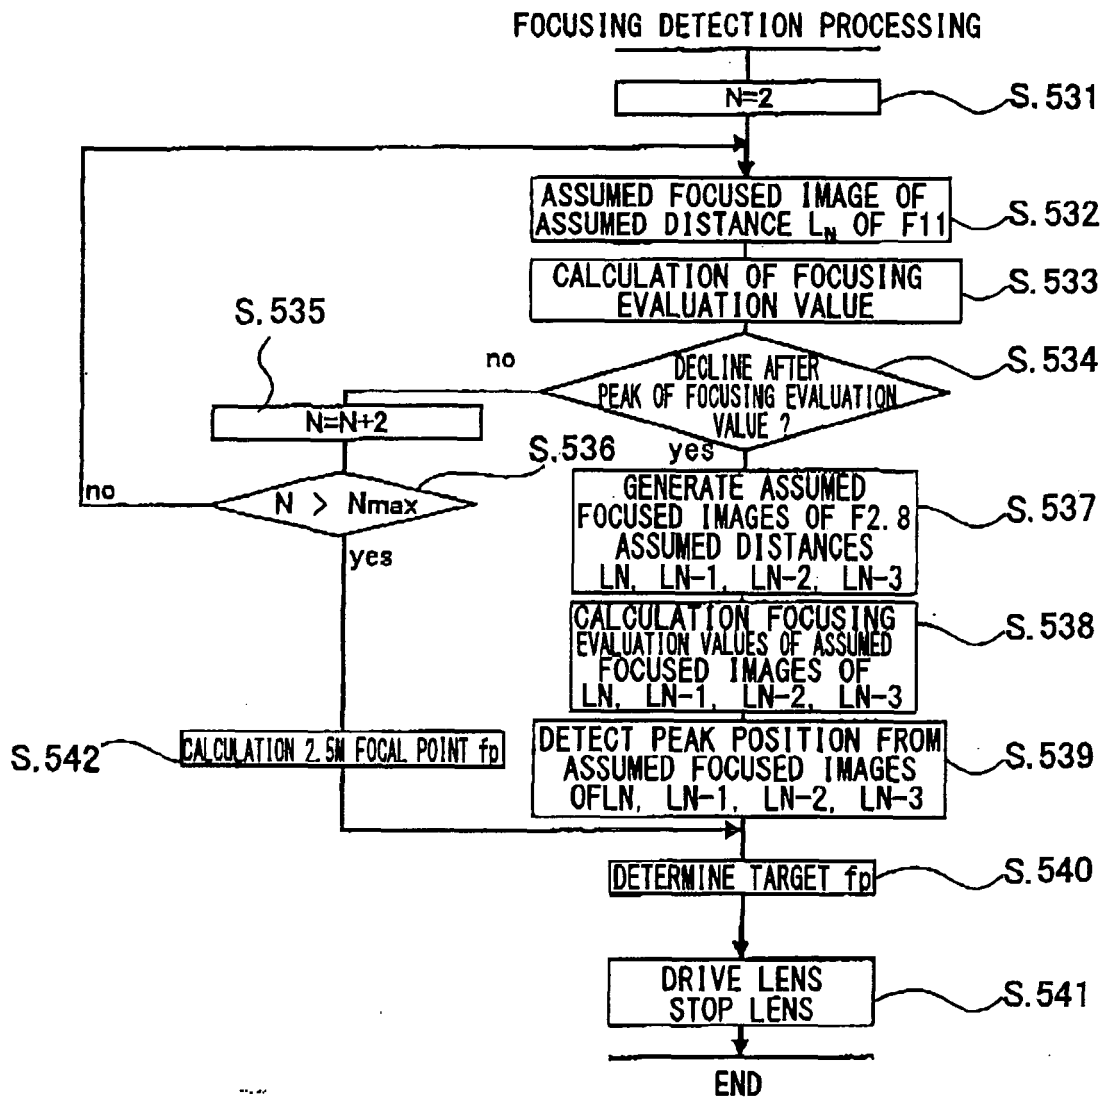 FOCUSING DETECTION PROCESSING
N=2
S.531
ASSUMED FOCUSED IMAGE OF
ASSUMED DISTANCE LN OF F11
S.532
CALCULATION OF FOCUSING
EVALUATION VALUE
S.533
S.535
no
DECLINE AFTER
PEAK OF FOCUSING EVALUATION
VALUE ?
S.534
N=N+2
yes
S.536
no
N > Nmax
yes
GENERATE ASSUMED
FOCUSED IMAGES OF F2.8
ASSUMED DISTANCES
LN, LN-1, LN-2, LN-3
S.537
CALCULATION FOCUSING
EVALUATION VALUES OF ASSUMED
FOCUSED IMAGES OF
LN, LN-1, LN-2, LN-3
S.538
S.542
CALCULATION 2.5M FOCAL POINT fp
DETECT PEAK POSITION FROM
ASSUMED FOCUSED IMAGES
OFLN, LN-1, LN-2, LN-3
S.539
DETERMINE TARGET fp
S.540
DRIVE LENS
STOP LENS
S.541
END